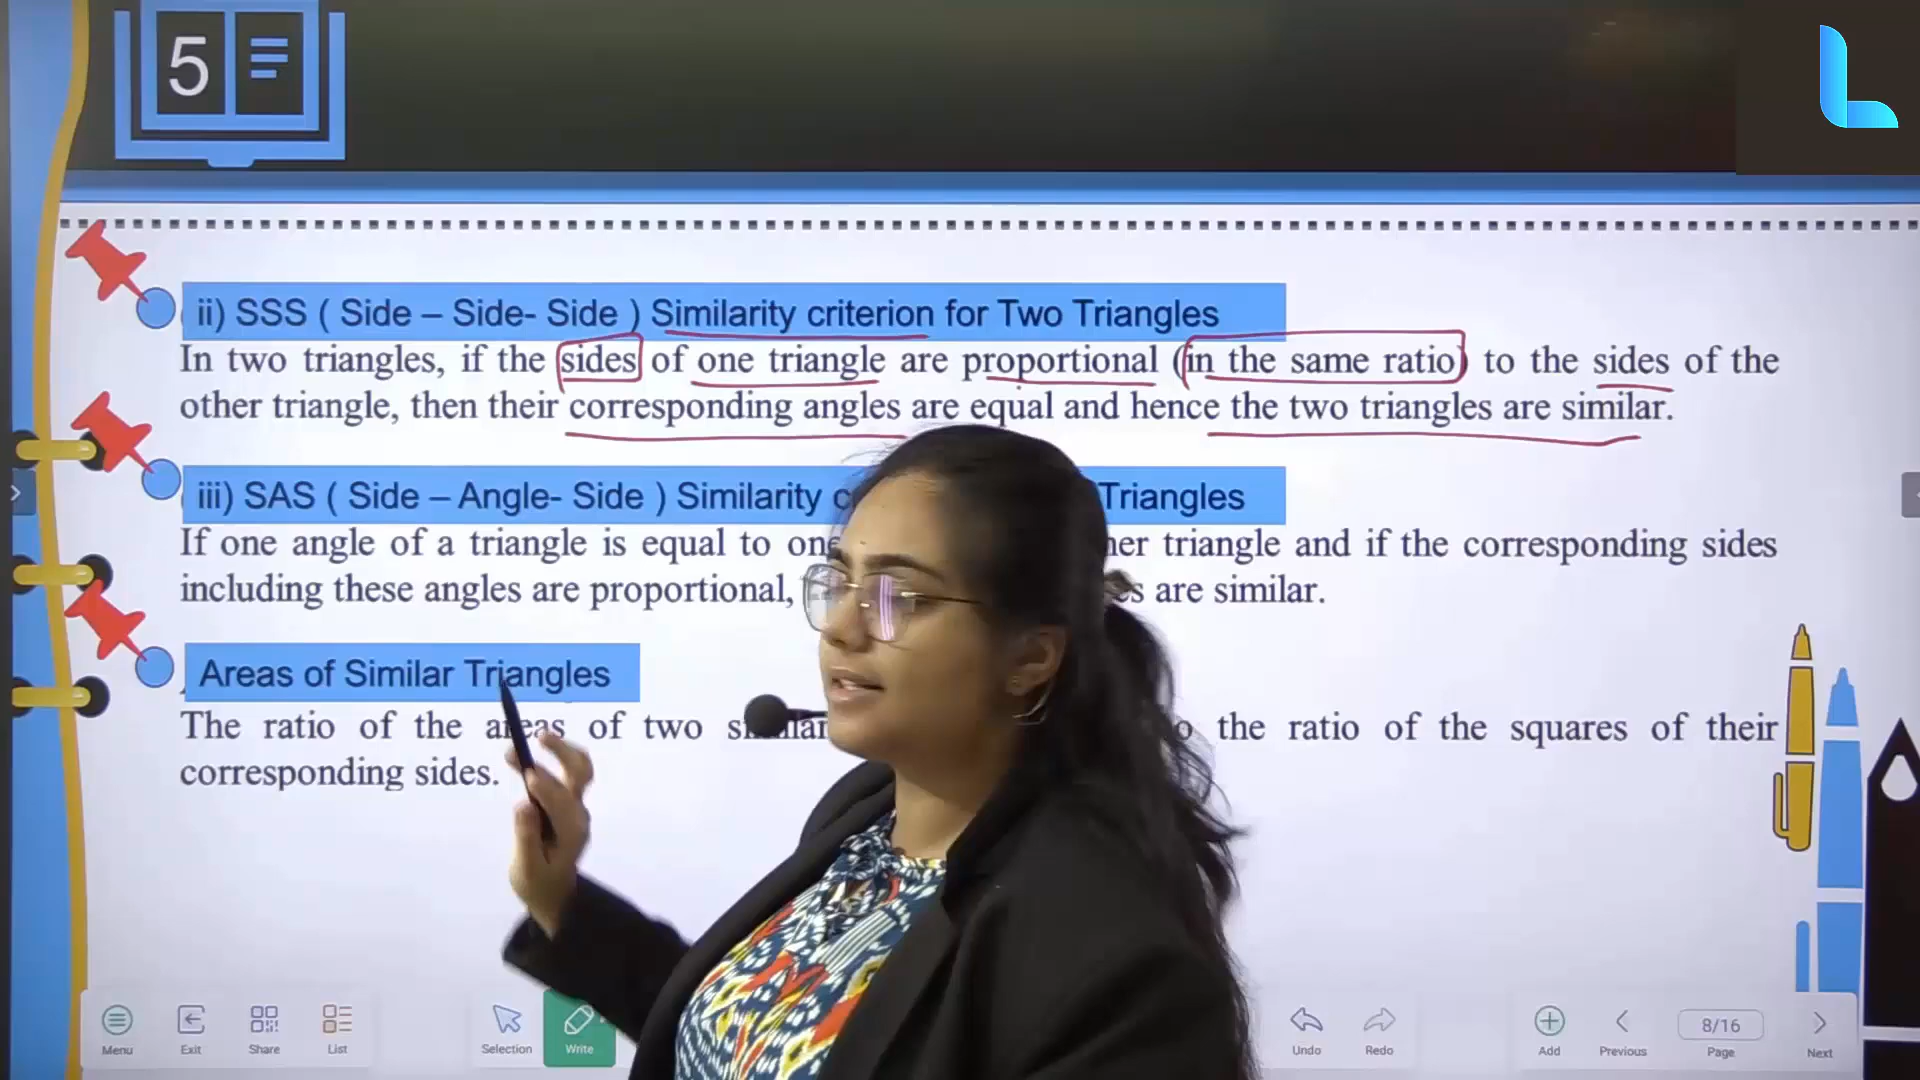 5
ii) SSS ( Side – Side- Side ) Similarity criterion for Two Triangles
In two triangles, if the sides of one triangle are proportional (in the same ratio) to the sides of the
other triangle, then their corresponding angles are equal and hence the two triangles are similar.
iii) SAS ( Side – Angle- Side ) Similarity Triangles
If one angle of a triangle is equal to one triangle and if the corresponding sides
including these angles are proportional, are similar.
Areas of Similar Triangles
The ratio of the areas of two the ratio of the squares of their
corresponding sides.
Menu Exit Share List Selection Write Undo Redo Add Previous 8/16 Page Next